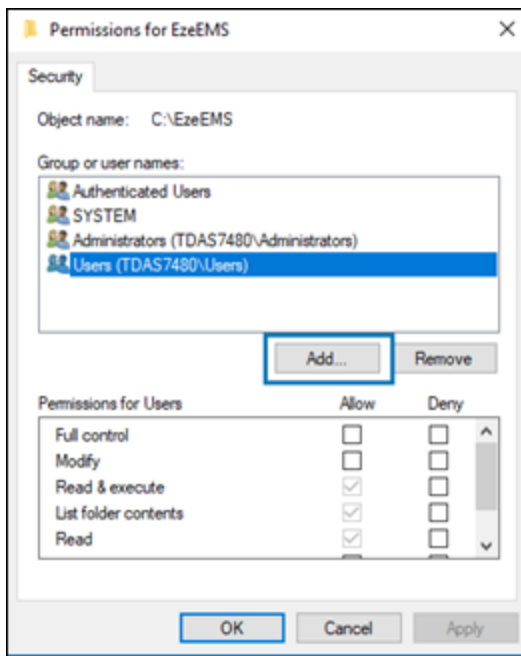 Permissions for EzeEMS
Security
Object name: C:\EzeEMS
Group or user names:
Authenticated Users
SYSTEM
Administrators (TDAS7480\Administrators)
Users (TDAS7480\Users)
Add... Remove
Permissions for Users Allow Deny
Full control
Modify
Read & execute
List folder contents
Read
OK Cancel Apply